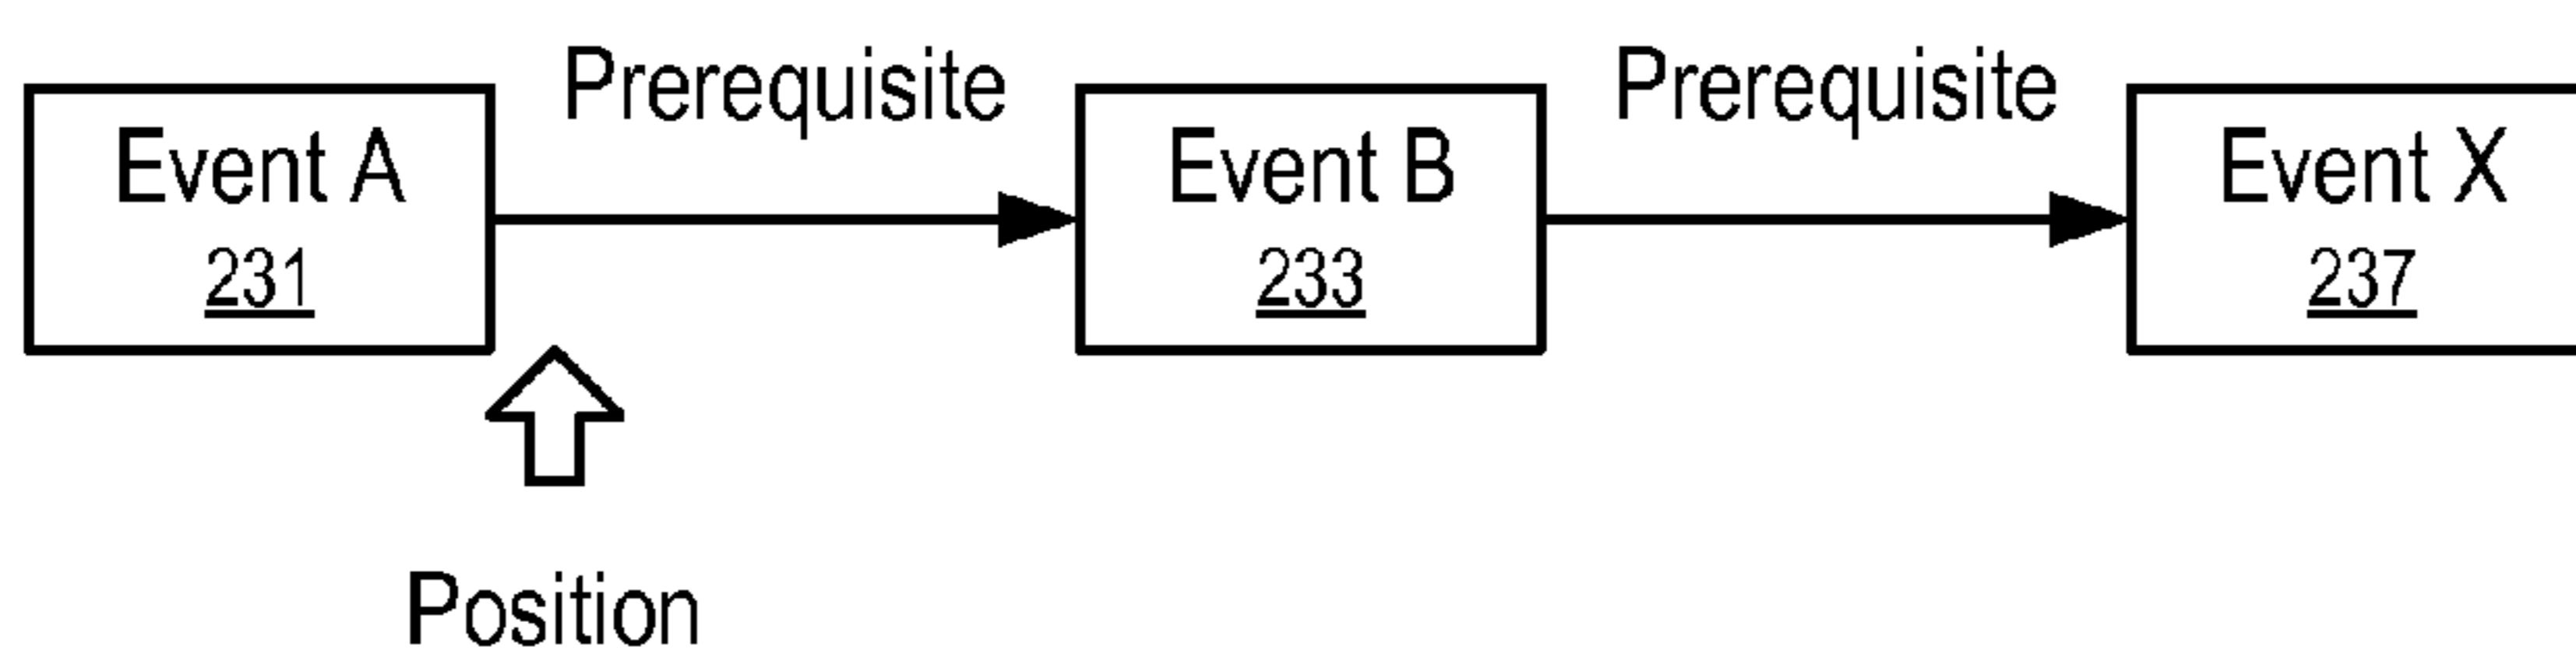 Prerequisite
Prerequisite
Event A
231
Event B
233
Event X
237
Position